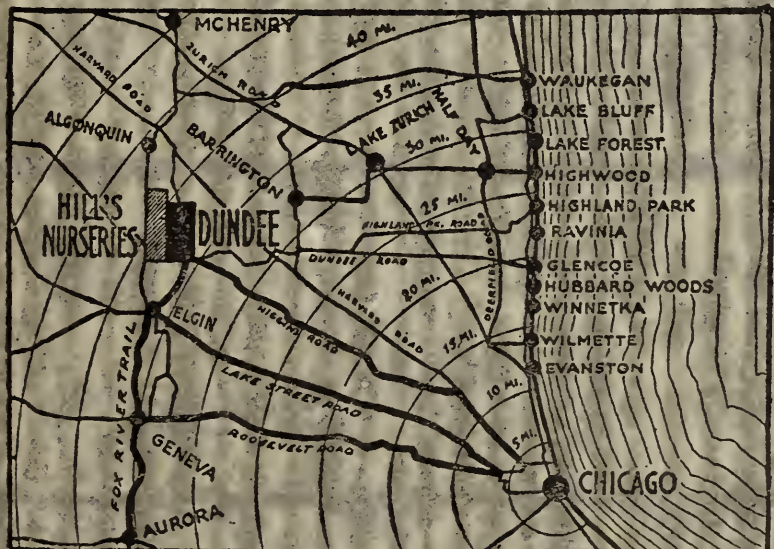 McHENRY
40 MI.
HARVARD ROAD
ZURICH ROAD
WAUKEGAN
35 MI.
LAKE BLUFF
ALGONQUIN
BARRINGTON
LAKE ZURICH
HALF DAY
30 MI.
LAKE FOREST
HIGHWOOD
HILL'S
NURSERIES
DUNDEE
25 MI.
HIGHLAND PK. ROAD
HIGHLAND PARK
RAVINIA
DUNDEE ROAD
GLENCOE
20 MI.
DEERFIELD ROAD
HUBBARD WOODS
WINNETKA
ELGIN
HIGGINS ROAD
HARVARD ROAD
15 MI.
WILMETTE
EVANSTON
LAKE STREET ROAD
10 MI.
FOX RIVER TRAIL
ROOSEVELT ROAD
5 MI.
GENEVA
CHICAGO
AURORA